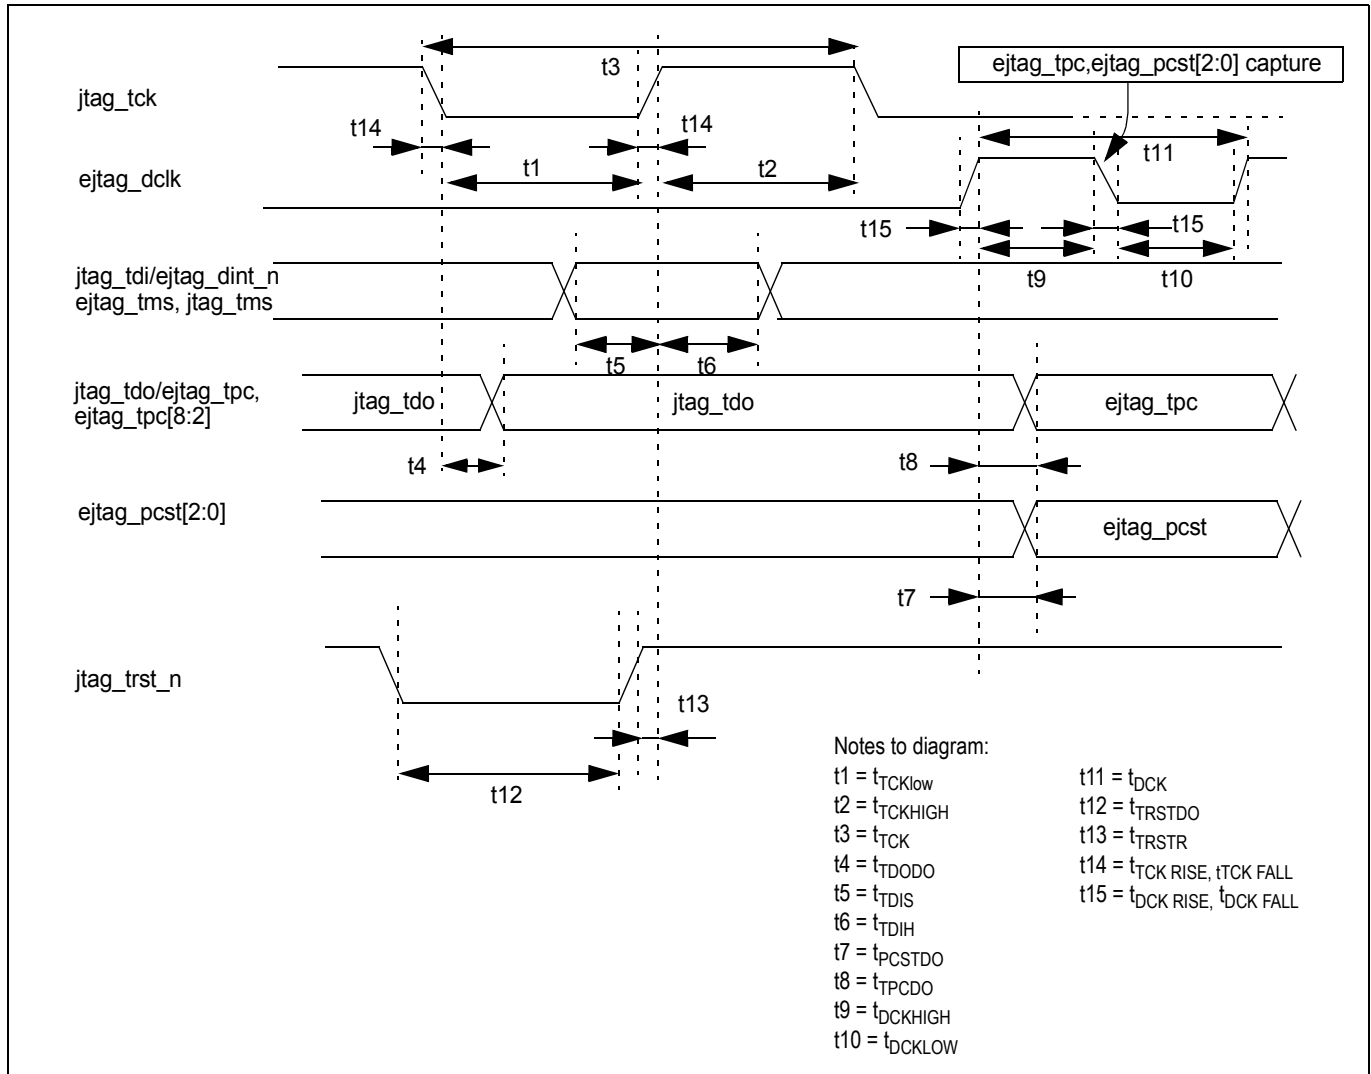 t3
ejtag_tpc,ejtag_pcst[2:0] capture
jtag_tck
t14
t14
t11
ejtag_dclk
t1
t2
t15
t15
jtag_tdi/ejtag_dint_n
ejtag_tms, jtag_tms
t9
t10
t5
t6
jtag_tdo/ejtag_tpc,
ejtag_tpc[8:2]
jtag_tdo
jtag_tdo
ejtag_tpc
t4
t8
ejtag_pcst[2:0]
ejtag_pcst
t7
jtag_trst_n
t13
t12
Notes to diagram:
t1 = tTCKlow
t2 = tTCKHIGH
t3 = tTCK
t4 = tTDODO
t5 = tTDIS
t6 = tTDIH
t7 = tPCSTDO
t8 = tTPCDO
t9 = tDCKHIGH
t10 = tDCKLOW
t11 = tDCK
t12 = tTRSTDO
t13 = tTRSTR
t14 = tTCK RISE, tTCK FALL
t15 = tDCK RISE, tDCK FALL